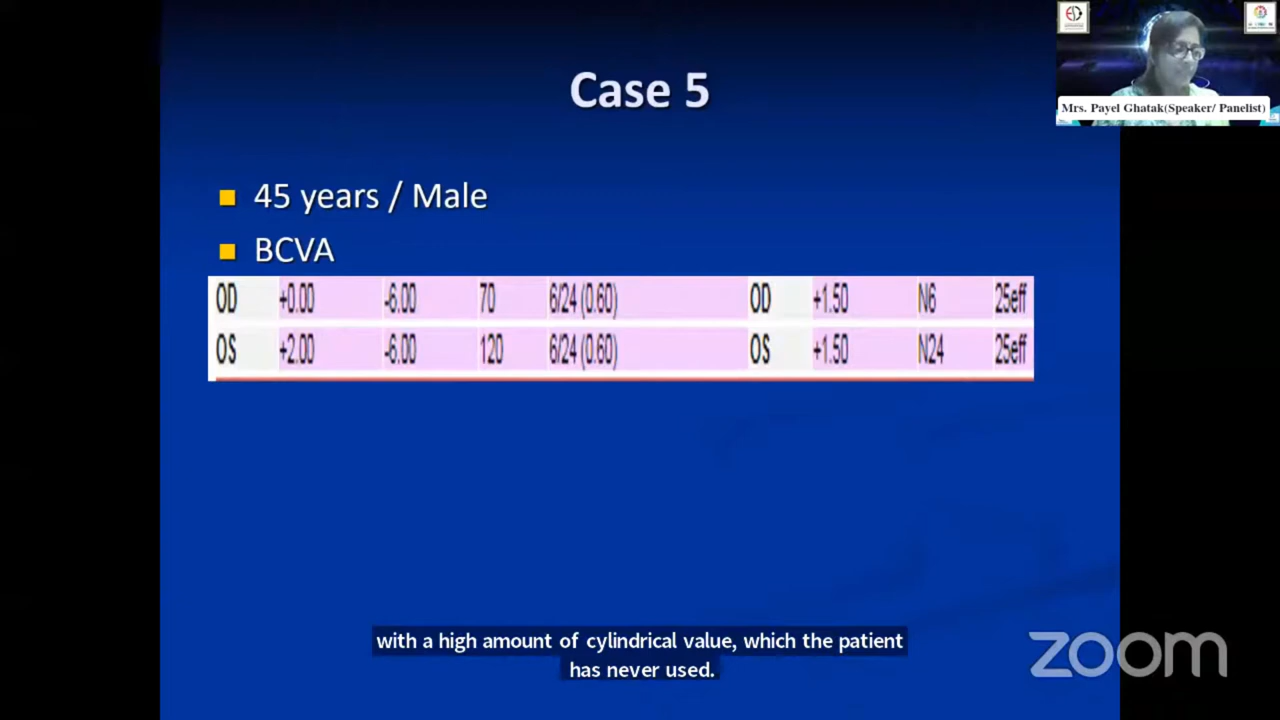 Case 5
Mrs. Payel Ghatak(Speaker/ Panelist)
45 years / Male
BCVA
OD +0.00 -6.00 70 6/24 (0.60) OD +1.50 N6 25eff
OS +2.00 -6.00 120 6/24 (0.60) OS +1.50 N24 25eff
with a high amount of cylindrical value, which the patient
has never used.
zoom